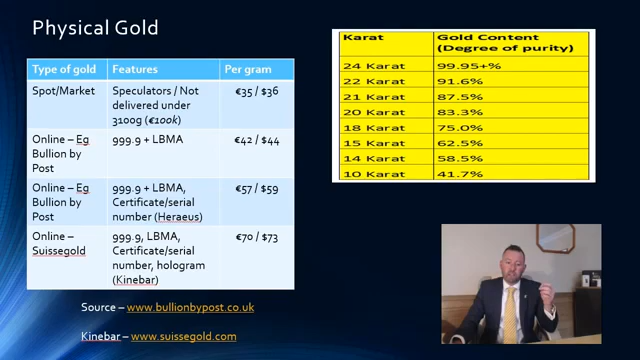 Physical Gold
Type of gold Features Per gram
Spot/Market Speculators / Not €35 / $36
delivered under
3100g (€100k)
Online – Eg 999.9 + LBMA €42 / $44
Bullion by
Post
Online – Eg 999.9 + LBMA, €57 / $59
Bullion by Certificate/serial
Post number (Heraeus)
Online – 999.9, LBMA, €70 / $73
Suissegold Certificate/serial
number, hologram
(Kinebar)
Source – www.bullionbypost.co.uk
Kinebar – www.suissegold.com
Karat Gold Content
(Degree of purity)
24 Karat 99.95+%
22 Karat 91.6%
21 Karat 87.5%
20 Karat 83.3%
18 Karat 75.0%
15 Karat 62.5%
14 Karat 58.5%
10 Karat 41.7%